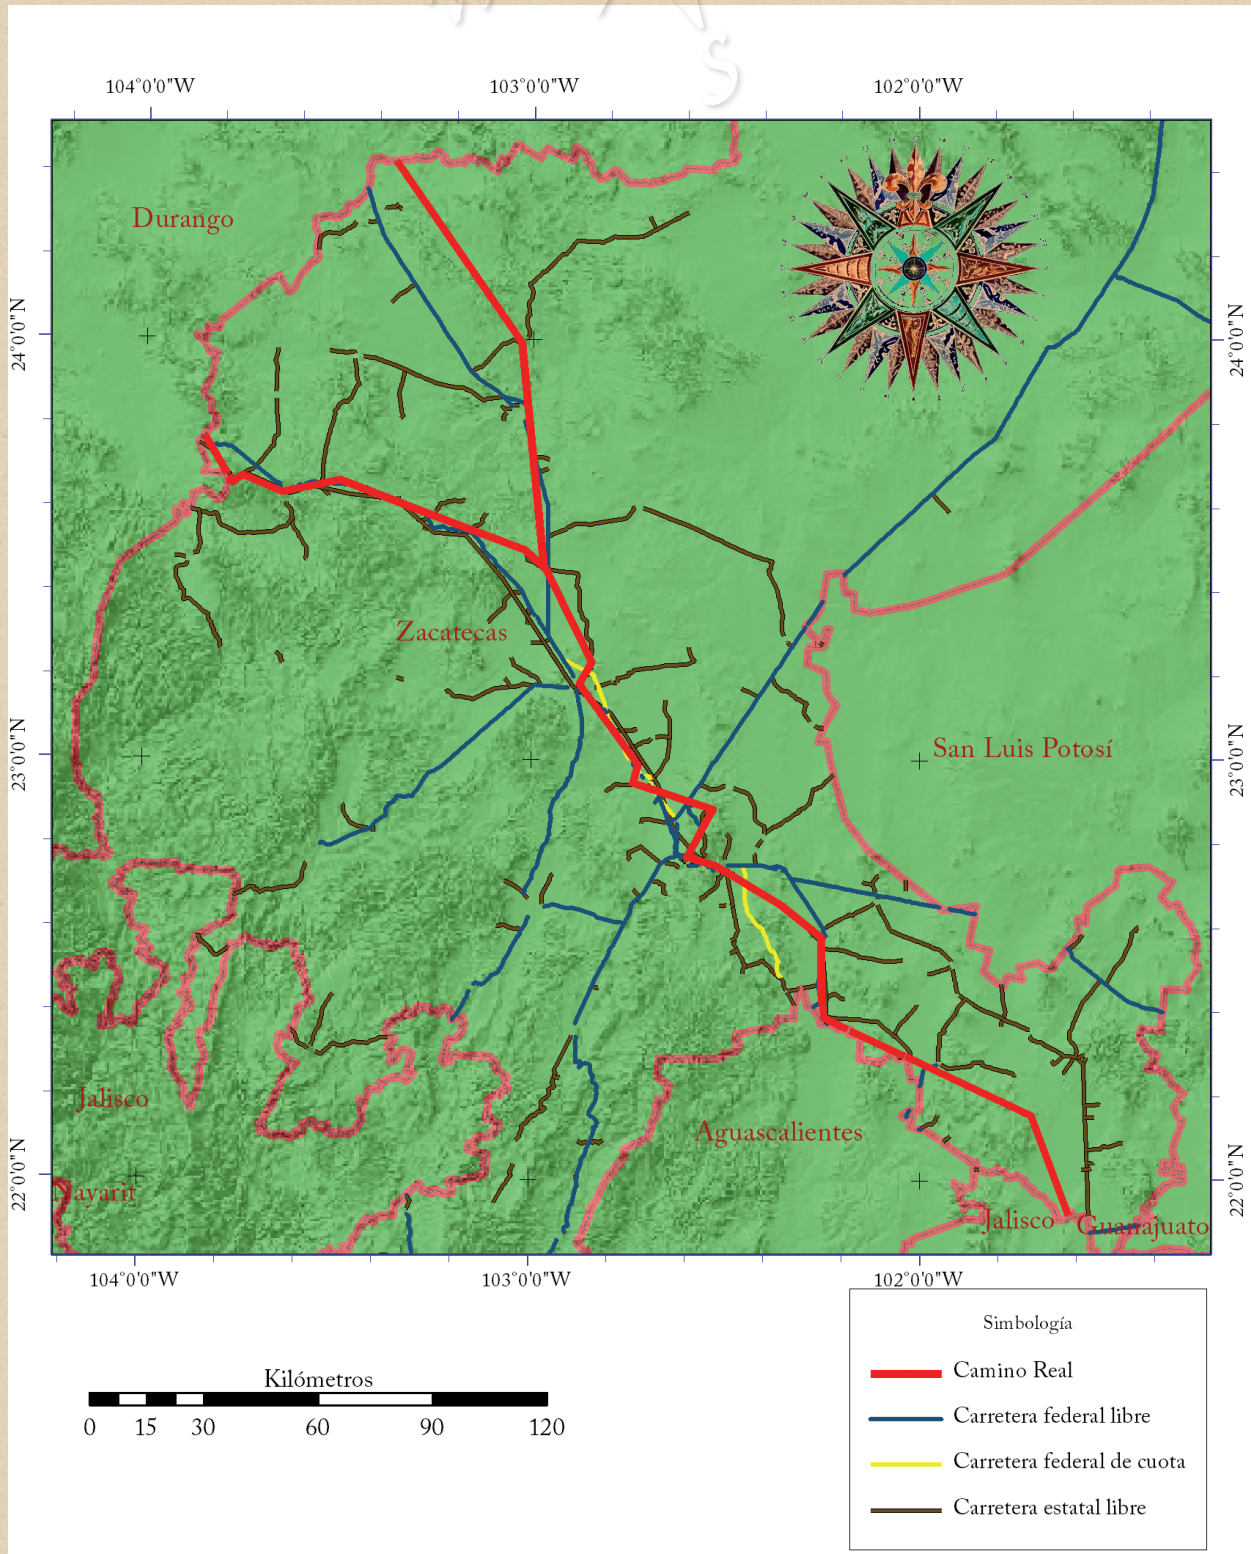 S
104°0'0"W
103°0'0"W
102°0'0"W
Durango
24°0'0"N
24°0'0"N
Zacatecas
San Luis Potosí
23°0'0"N
23°0'0"N
Jalisco
Aguascalientes
22°0'0"N
22°0'0"N
Nayarit
Jalisco
Guanajuato
104°0'0"W
103°0'0"W
102°0'0"W
Simbología
Camino Real
Carretera federal libre
Carretera federal de cuota
Carretera estatal libre
Kilómetros
0 15 30 60 90 120